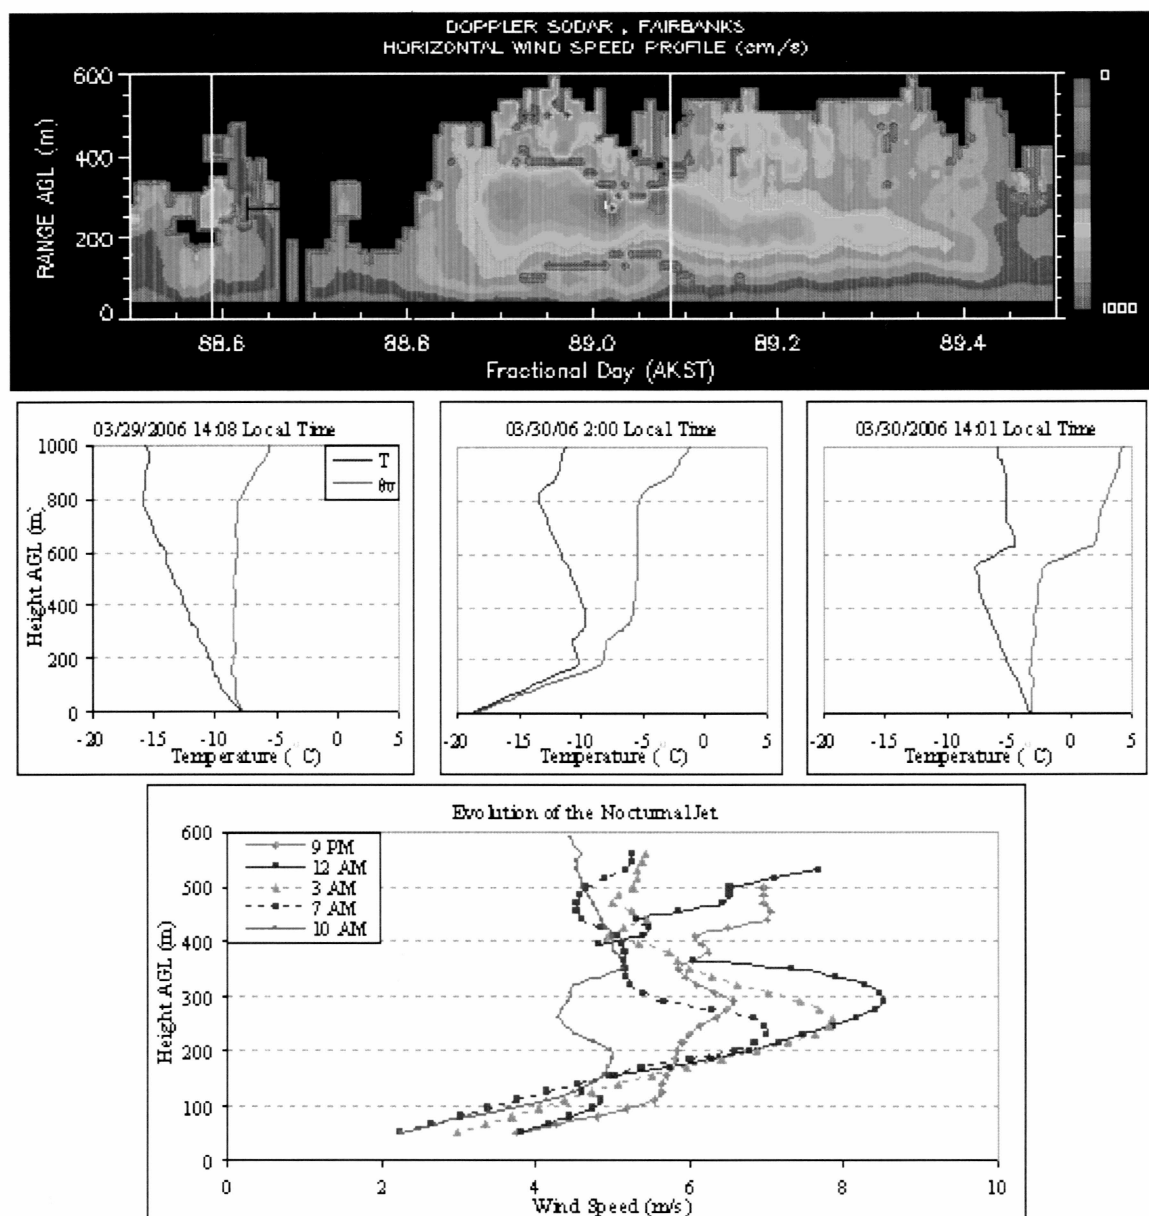 DOPPLER SODAR , FAIRBANKS
HORIZONTAL WIND SPEED PROFILE (cm/s)
RANGE AGL (m)
600
400
200
0
88.6
88.6
89.0
89.2
89.4
Fractional Day (AKST)
0
1000
03/29/2006 14:08 Local Time
Height AGL (m)
1000
800
600
400
200
0
-20
-15
-10
-5
0
5
Temperature (°C)
T
θv
03/30/06 2:00 Local Time
-20
-15
-10
-5
0
5
Temperature (°C)
03/30/2006 14:01 Local Time
-20
-15
-10
-5
0
5
Temperature (°C)
Evolution of the Nocturnal Jet
Height AGL (m)
600
500
400
300
200
100
0
9 PM
12 AM
3 AM
7 AM
10 AM
0
2
4
6
8
10
Wind Speed (m/s)